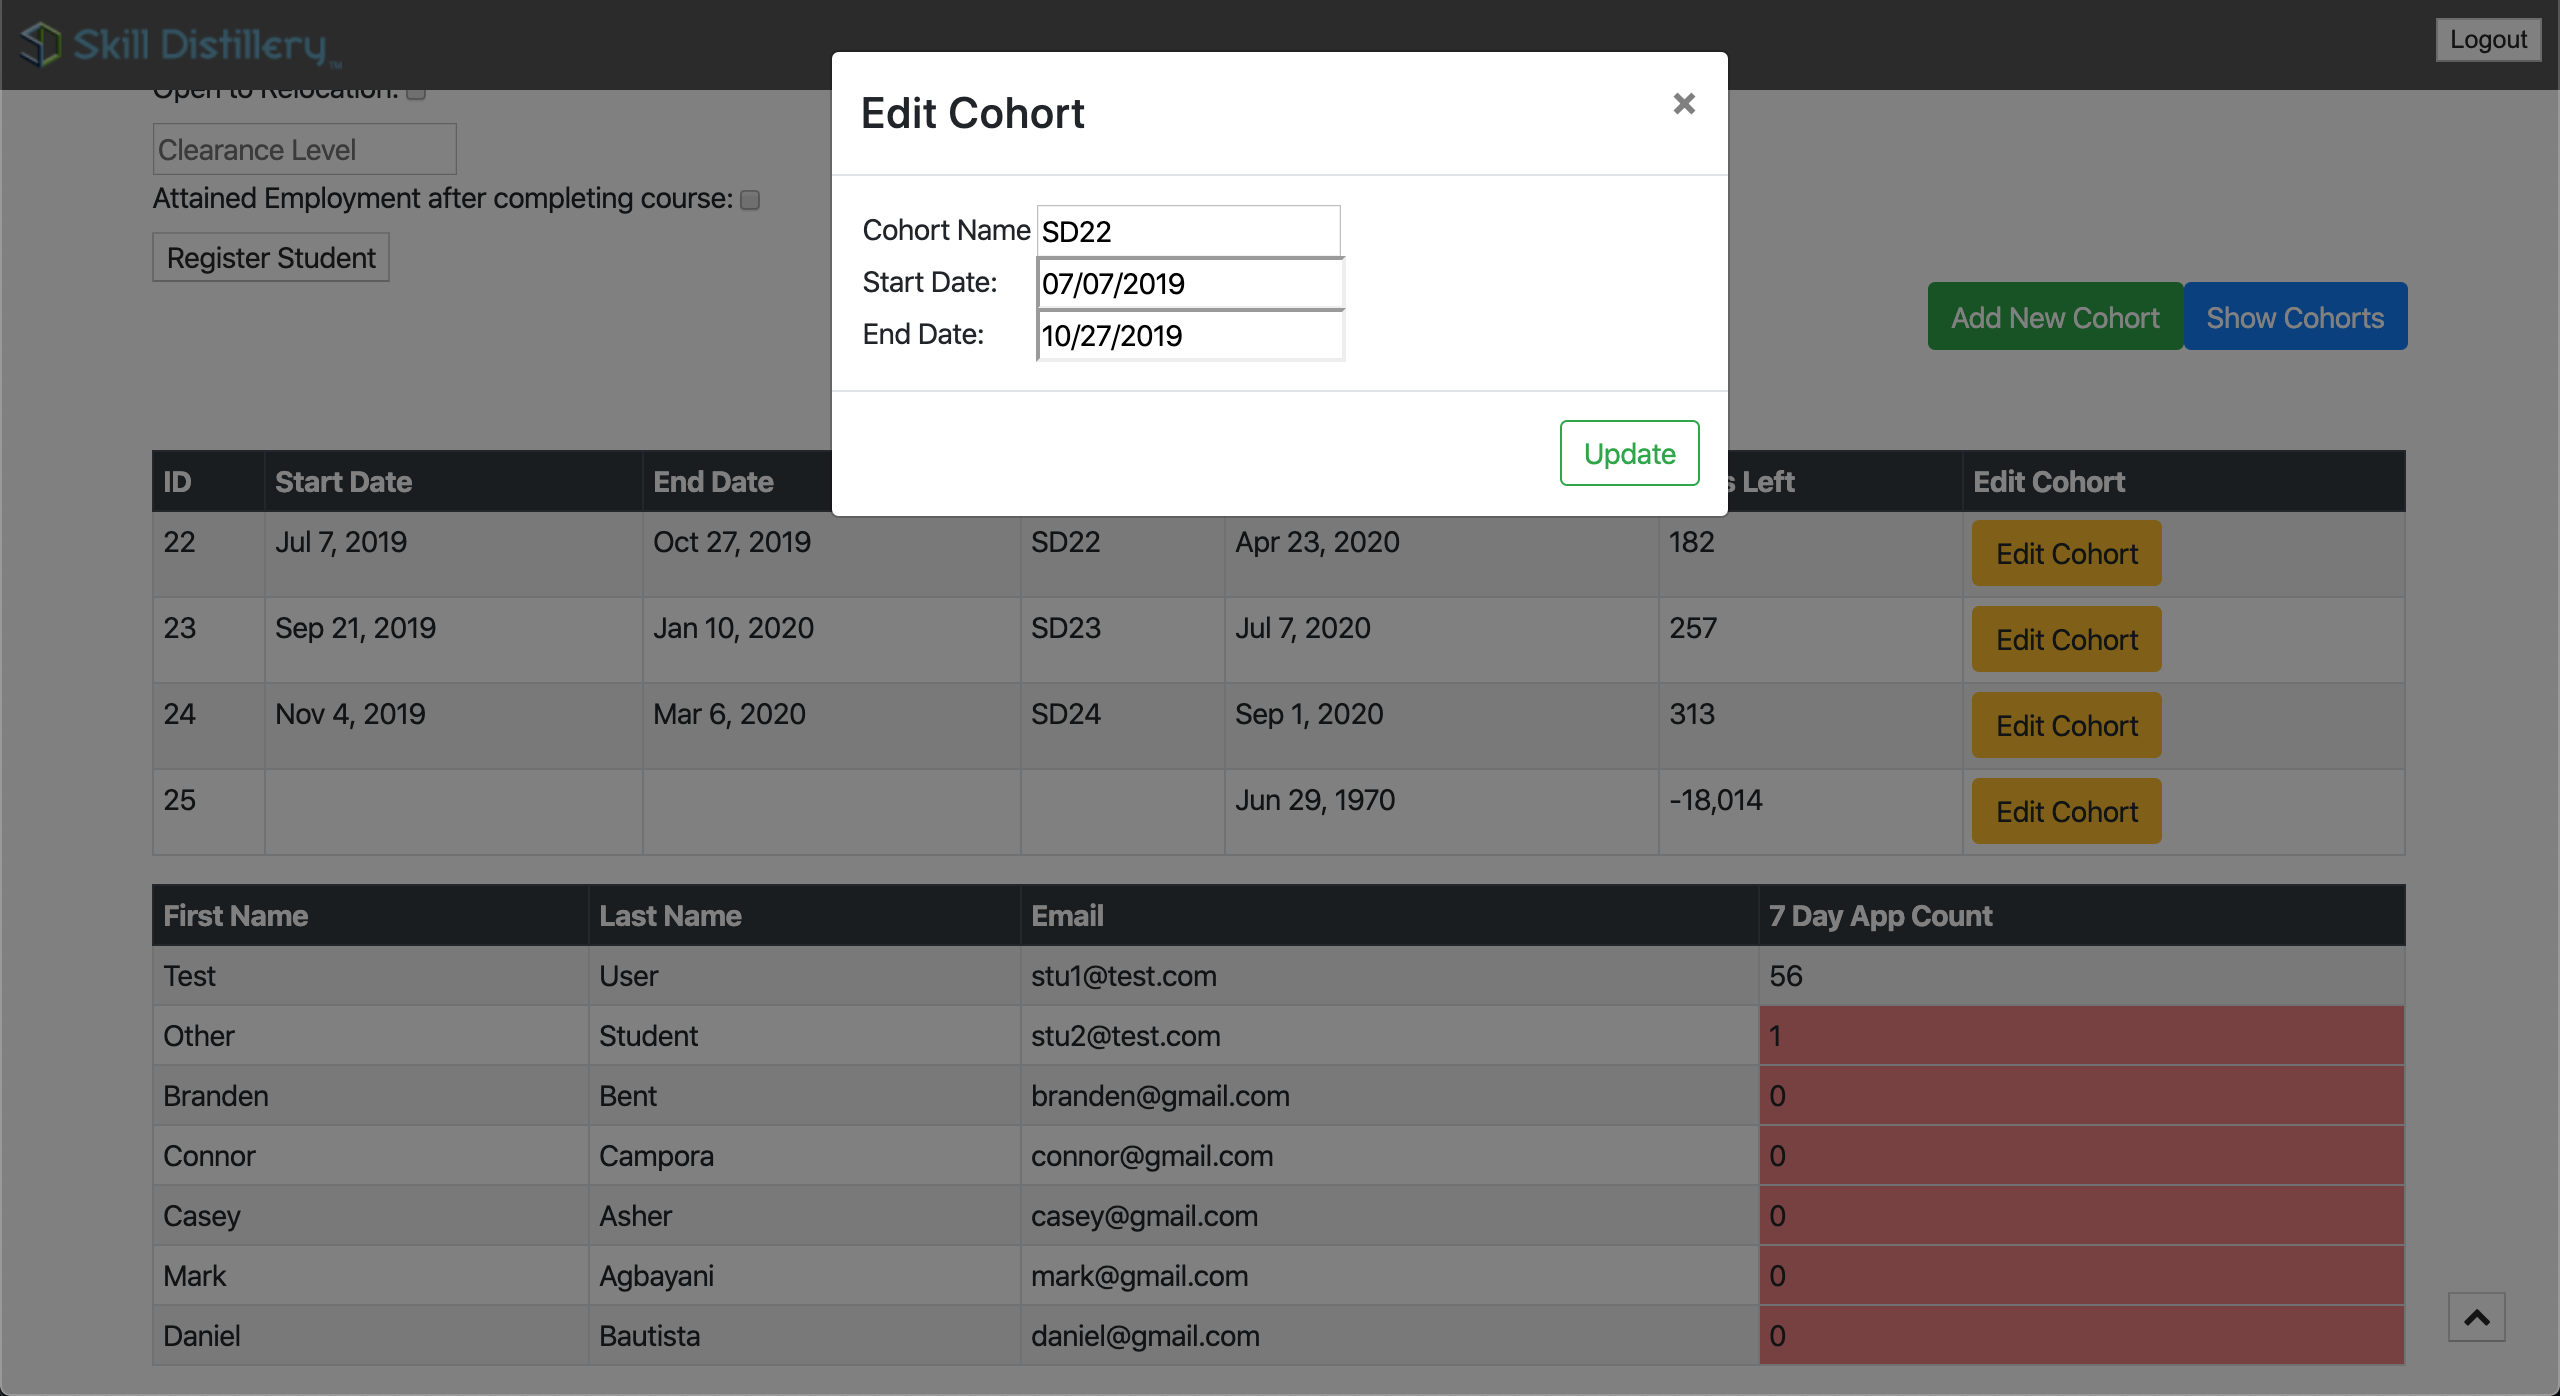 Skill Distillery™
Logout
Open to Relocation:
Clearance Level
Attained Employment after completing course:
Register Student
Edit Cohort
×
Cohort Name SD22
Start Date: 07/07/2019
End Date: 10/27/2019
Update
Add New Cohort Show Cohorts
ID Start Date End Date s Left Edit Cohort
22 Jul 7, 2019 Oct 27, 2019 SD22 Apr 23, 2020 182 Edit Cohort
23 Sep 21, 2019 Jan 10, 2020 SD23 Jul 7, 2020 257 Edit Cohort
24 Nov 4, 2019 Mar 6, 2020 SD24 Sep 1, 2020 313 Edit Cohort
25 Jun 29, 1970 -18,014 Edit Cohort
First Name Last Name Email 7 Day App Count
Test User stu1@test.com 56
Other Student stu2@test.com 1
Branden Bent branden@gmail.com 0
Connor Campora connor@gmail.com 0
Casey Asher casey@gmail.com 0
Mark Agbayani mark@gmail.com 0
Daniel Bautista daniel@gmail.com 0